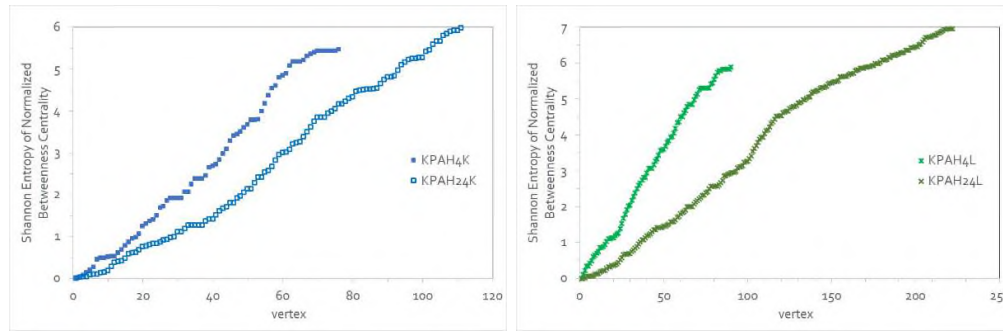 6
5
4
3
2
1
0
Shannon Entropy of Normalized
Betweenness Centrality
KPAH4K
KPAH24K
0
20
40
60
80
100
120
vertex
7
6
5
4
3
2
1
0
Shannon Entropy of Normalized
Betweenness Centrality
KPAH4L
KPAH24L
0
50
100
150
200
25
vertex